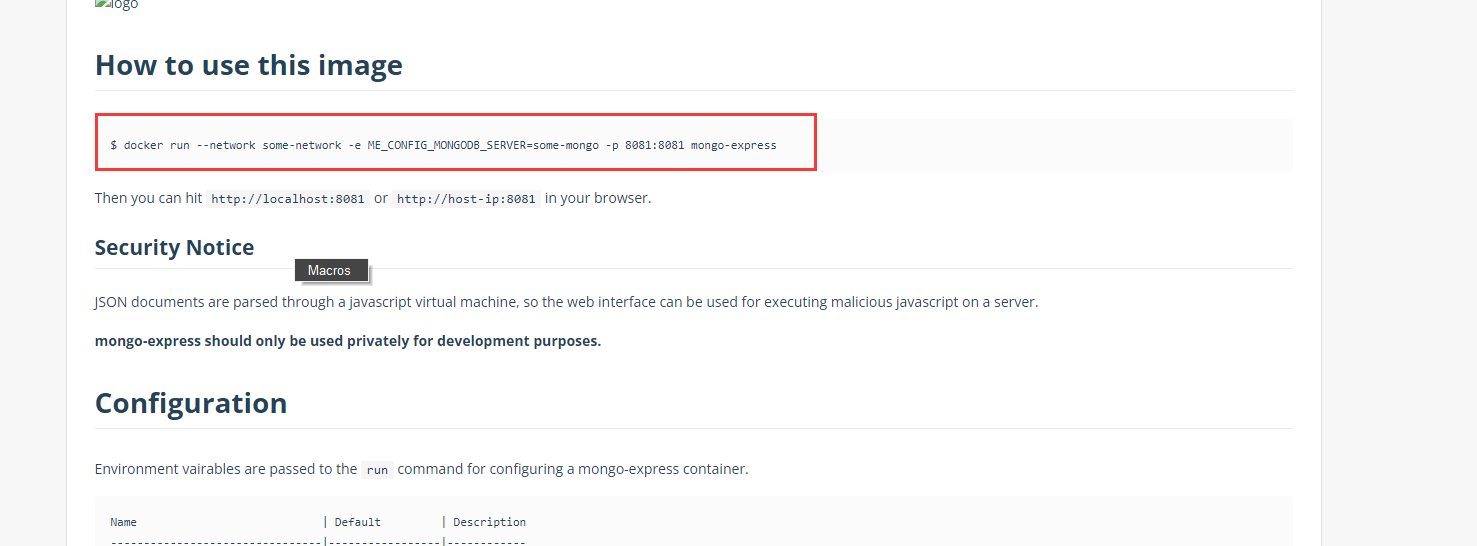 logo
How to use this image
$ docker run --network some-network -e ME_CONFIG_MONGODB_SERVER=some-mongo -p 8081:8081 mongo-express
Then you can hit http://localhost:8081 or http://host-ip:8081 in your browser.
Security Notice
Macros
JSON documents are parsed through a javascript virtual machine, so the web interface can be used for executing malicious javascript on a server.
mongo-express should only be used privately for development purposes.
Configuration
Environment vairables are passed to the run command for configuring a mongo-express container.
Name | Default | Description
--------------------------------|-----------------|------------